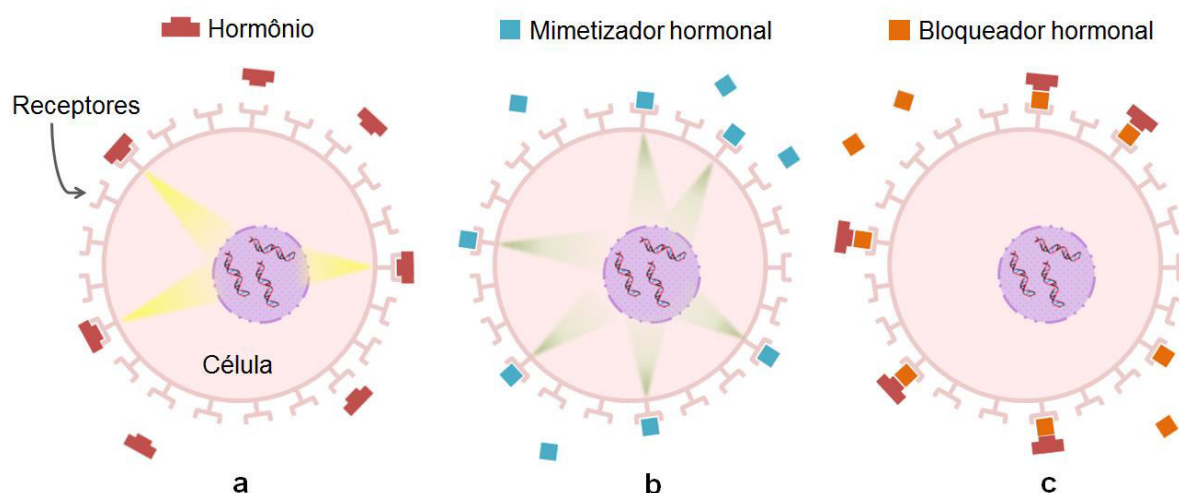 Hormônio
Mimetizador hormonal
Bloqueador hormonal
Receptores
Célula
a
b
c